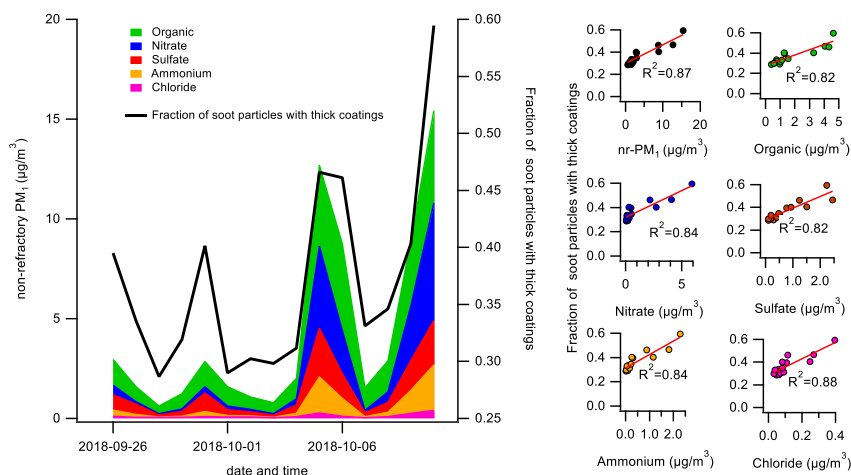 20
15
10
5
0
non-refractory PM1 (µg/m3)
Organic
Nitrate
Sulfate
Ammonium
Chloride
Fraction of soot particles with thick coatings
0.60
0.55
0.50
0.45
0.40
0.35
0.30
0.25
Fraction of soot particles with thick coatings
2018-09-26 2018-10-01 2018-10-06
date and time
Fraction of soot particles with thick coatings
0.6
0.4
0.2
0.0
R2=0.87
0 5 10 15 20
nr-PM1 (µg/m3)
0.6
0.4
0.2
0.0
R2=0.82
0 1 2 3 4 5
Organic (µg/m3)
0.6
0.4
0.2
0.0
R2=0.84
0 5
Nitrate (µg/m3)
0.6
0.4
0.2
0.0
R2=0.82
0.0 1.0 2.0
Sulfate (µg/m3)
0.6
0.4
0.2
0.0
R2=0.84
0.0 1.0 2.0
Ammonium (µg/m3)
0.6
0.4
0.2
0.0
R2=0.88
0.0 0.2 0.4
Chloride (µg/m3)